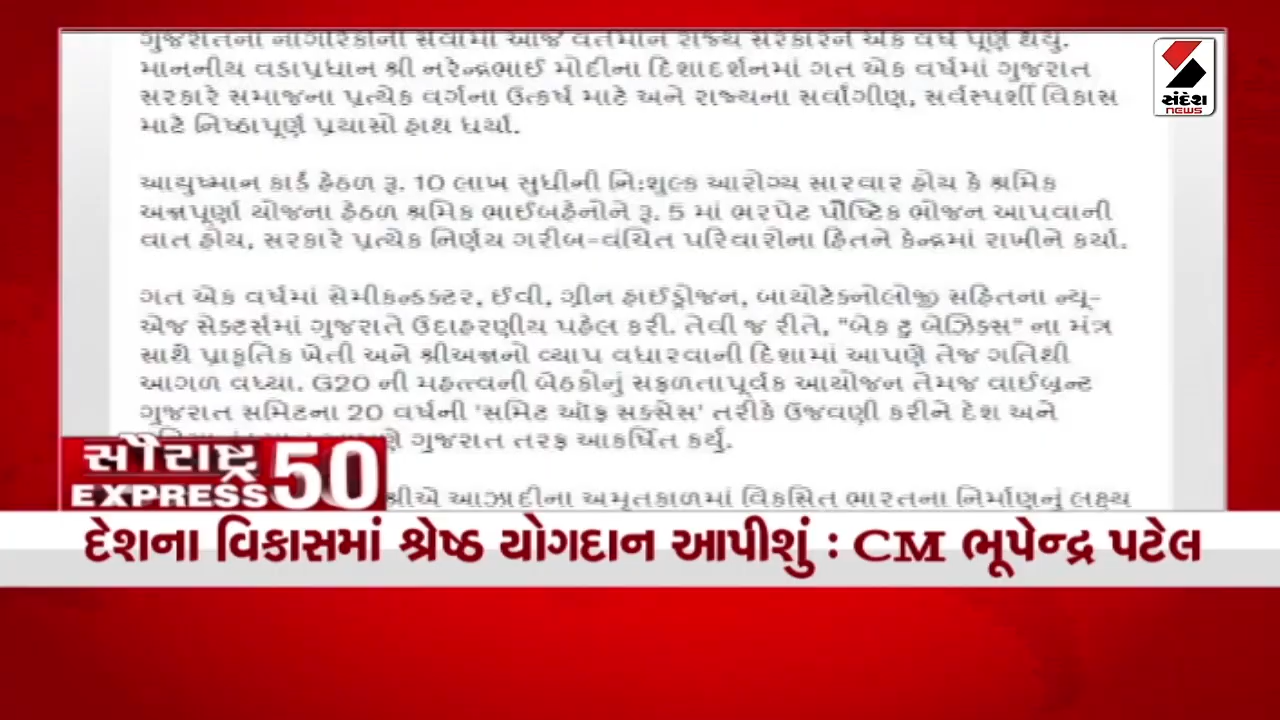 ગુજરાતના નાગરિકોની સેવામાં આજે વર્તમાન રાજ્ય સરકારને એક વર્ષ પૂર્ણ થયું.
માનનીય વડાપ્રધાન શ્રી નરેન્દ્રભાઈ મોદીના દિશાદર્શનમાં ગત એક વર્ષમાં ગુજરાત
સરકારે સમાજના પ્રત્યેક વર્ગના ઉત્કર્ષ માટે અને રાજ્યના સર્વાંગીણ, સર્વસ્પર્શી વિકાસ
માટે નિષ્ઠાપૂર્ણ પ્રયાસો હાથ ધર્યા.
આયુષ્માન કાર્ડ હેઠળ રૂ. 10 લાખ સુધીની નિ:શુલ્ક આરોગ્ય સારવાર હોય કે શ્રમિક
અન્નપૂર્ણા યોજના હેઠળ શ્રમિક ભાઈબહેનોને રૂ. 5 માં ભરપેટ પૌષ્ટિક ભોજન આપવાની
વાત હોય, સરકારે પ્રત્યેક નિર્ણય ગરીબ-વંચિત પરિવારોના હિતને કેન્દ્રમાં રાખીને કર્યા.
ગત એક વર્ષમાં સેમીકન્ડક્ટર, ઈવી, ગ્રીન હાઈડ્રોજન, બાયોટેક્નોલોજી સહિતના ન્યૂ-
એજ સેક્ટર્સમાં ગુજરાતે ઉદાહરણીય પહેલ કરી. તેવી જ રીતે, "બેક ટુ બેઝિક્સ" ના મંત્ર
સાથે પ્રાકૃતિક ખેતી અને શ્રીઅન્નનો વ્યાપ વધારવાની દિશામાં આપણે તેજ ગતિથી
આગળ વધ્યા. G20 ની મહત્ત્વની બેઠકોનું સફળતાપૂર્વક આયોજન તેમજ વાઈબ્રન્ટ
ગુજરાત સમિટના 20 વર્ષની 'સમિટ ઑફ સક્સેસ' તરીકે ઉજવણી કરીને દેશ અને
ગુજરાત તરફ આકર્ષિત કર્યું.
શ્રીએ આઝાદીના અમૃતકાળમાં વિકસિત ભારતના નિર્માણનું લક્ષ્ય
સંદેશ
NEWS
સૌરાષ્ટ્ર
EXPRESS 50
દેશના વિકાસમાં શ્રેષ્ઠ યોગદાન આપીશું : CM ભૂપેન્દ્ર પટેલ